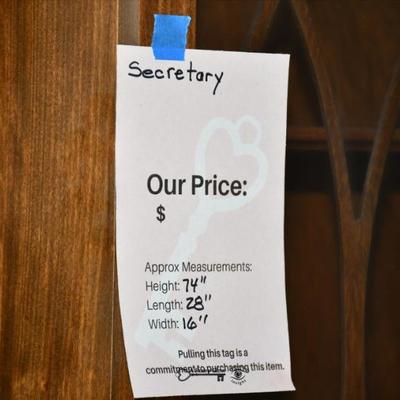 Secretary
Our Price:
$
Approx Measurements:
Height: 74"
Length: 28"
Width: 16"
Pulling this tag is a
commitment to purchasing this item.